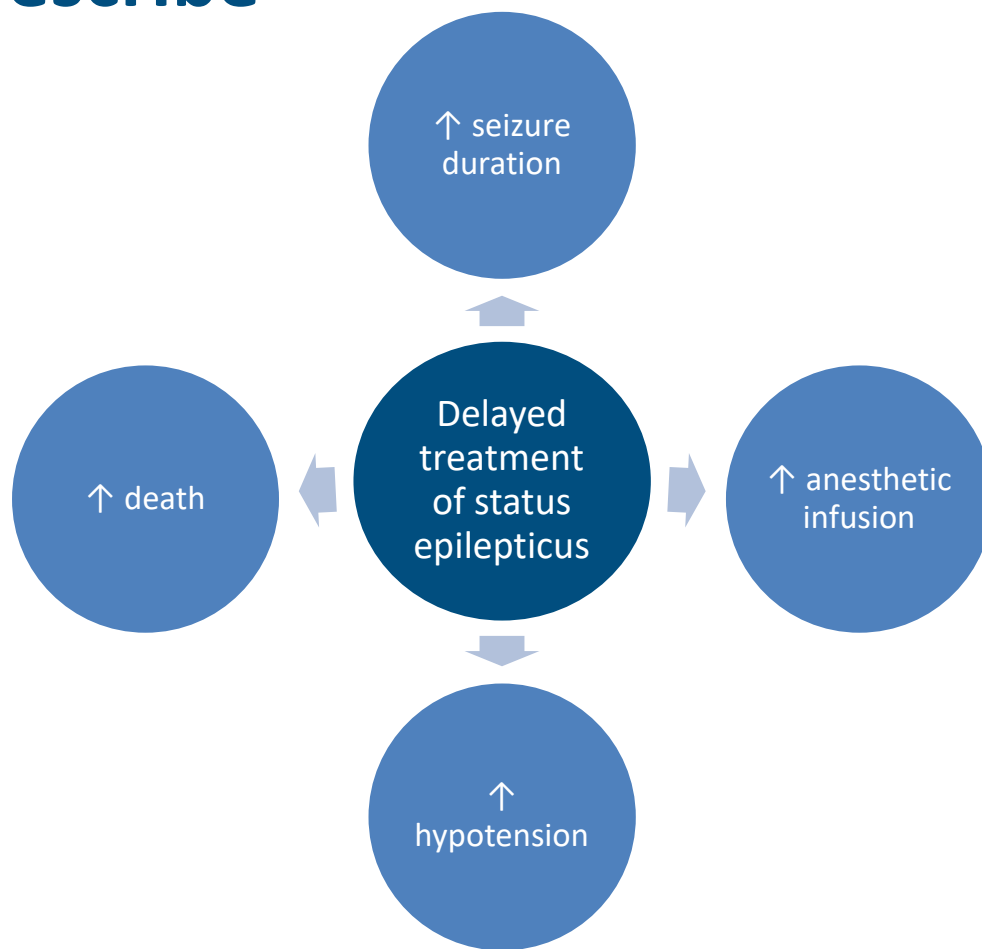 ↑ seizure
duration
Delayed
treatment
of status
epilepticus
↑ death
↑ anesthetic
infusion
↑
hypotension